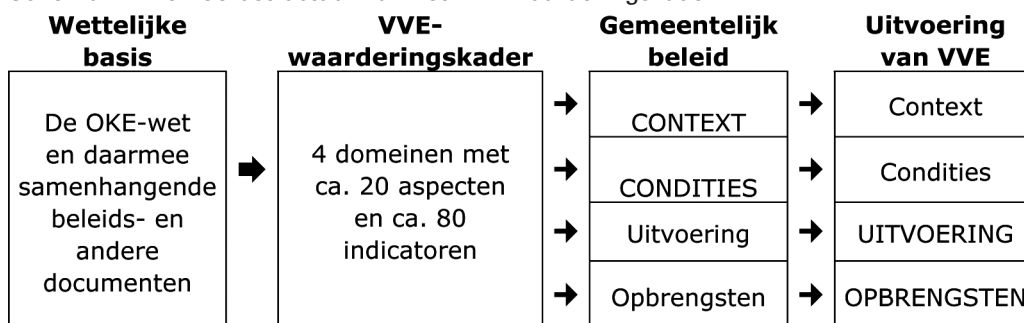 Wettelijke
basis
VVE-
waarderingskader
Gemeentelijk
beleid
Uitvoering
van VVE
De OKE-wet
en daarmee
samenhangende
beleids- en
andere
documenten
4 domeinen met
ca. 20 aspecten
en ca. 80
indicatoren
CONTEXT
CONDITIES
Uitvoering
Opbrengsten
Context
Condities
UITVOERING
OPBRENGSTEN